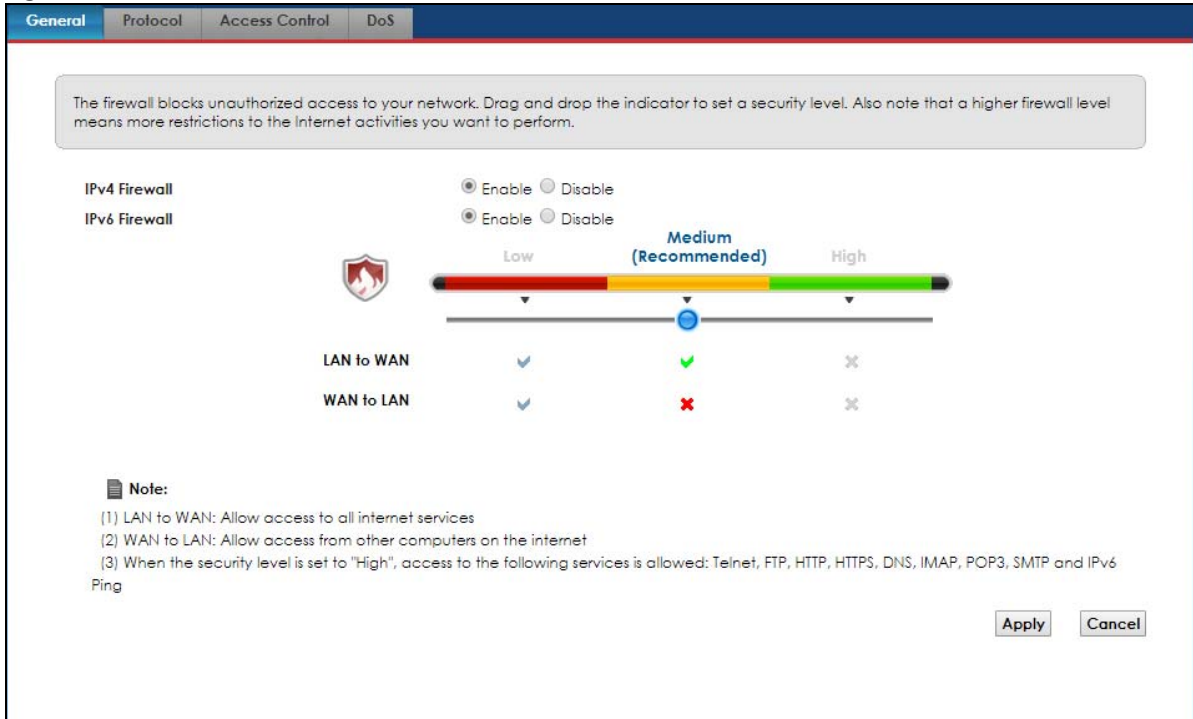 General Protocol Access Control DoS
The firewall blocks unauthorized access to your network. Drag and drop the indicator to set a security level. Also note that a higher firewall level
means more restrictions to the Internet activities you want to perform.
IPv4 Firewall Enable Disable
IPv6 Firewall Enable Disable
Low Medium (Recommended) High
LAN to WAN
WAN to LAN
Note:
(1) LAN to WAN: Allow access to all internet services
(2) WAN to LAN: Allow access from other computers on the internet
(3) When the security level is set to "High", access to the following services is allowed: Telnet, FTP, HTTP, HTTPS, DNS, IMAP, POP3, SMTP and IPv6
Ping
Apply Cancel